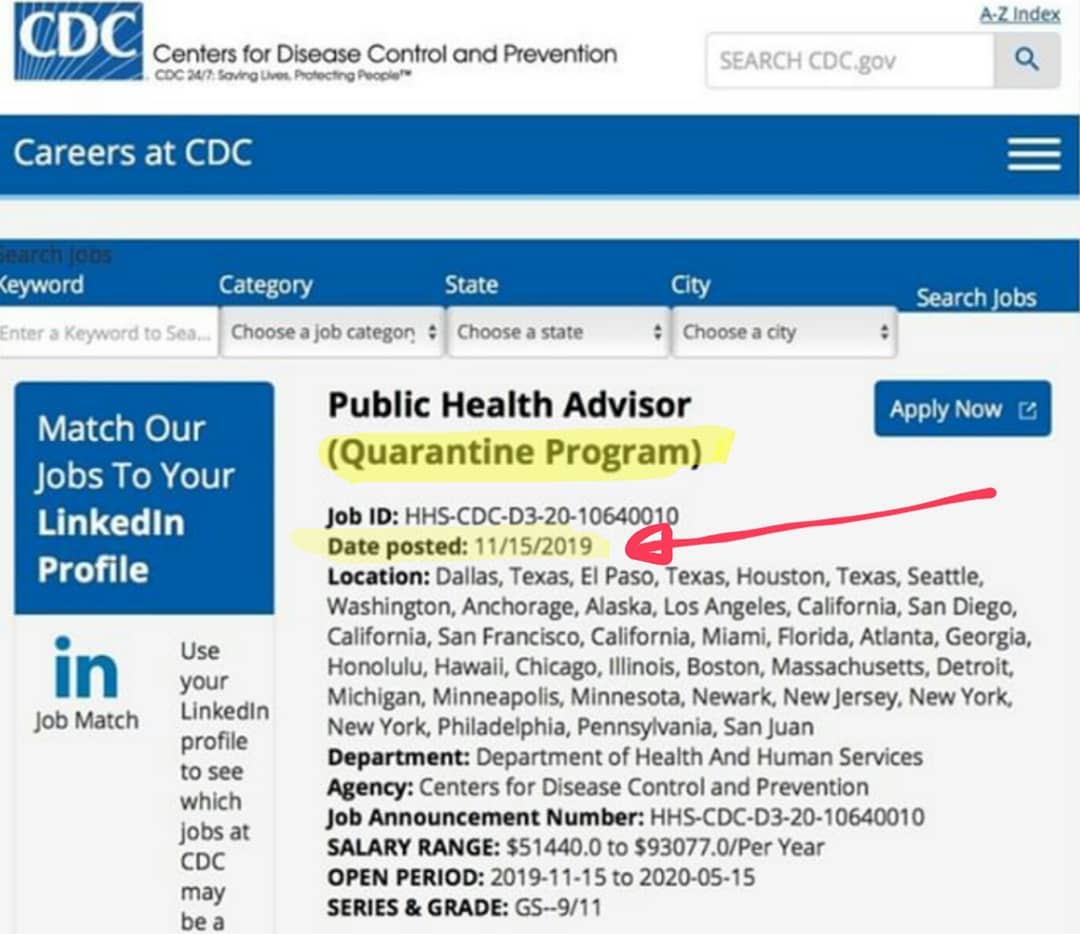 A-Z Index
CDC
Centers for Disease Control and Prevention
CDC 24/7: Saving Lives, Protecting People™
SEARCH CDC.gov
Careers at CDC
Search Jobs
Keyword
Category
State
City
Search Jobs
Enter a Keyword to Sea...
Choose a job categor
Choose a state
Choose a city
Match Our
Jobs To Your
LinkedIn
Profile
in
Job Match
Use
your
LinkedIn
profile
to see
which
jobs at
CDC
may
be a
Public Health Advisor
(Quarantine Program)
Apply Now
Job ID: HHS-CDC-D3-20-10640010
Date posted: 11/15/2019
Location: Dallas, Texas, El Paso, Texas, Houston, Texas, Seattle,
Washington, Anchorage, Alaska, Los Angeles, California, San Diego,
California, San Francisco, California, Miami, Florida, Atlanta, Georgia,
Honolulu, Hawaii, Chicago, Illinois, Boston, Massachusetts, Detroit,
Michigan, Minneapolis, Minnesota, Newark, New Jersey, New York,
New York, Philadelphia, Pennsylvania, San Juan
Department: Department of Health And Human Services
Agency: Centers for Disease Control and Prevention
Job Announcement Number: HHS-CDC-D3-20-10640010
SALARY RANGE: $51440.0 to $93077.0/Per Year
OPEN PERIOD: 2019-11-15 to 2020-05-15
SERIES & GRADE: GS--9/11